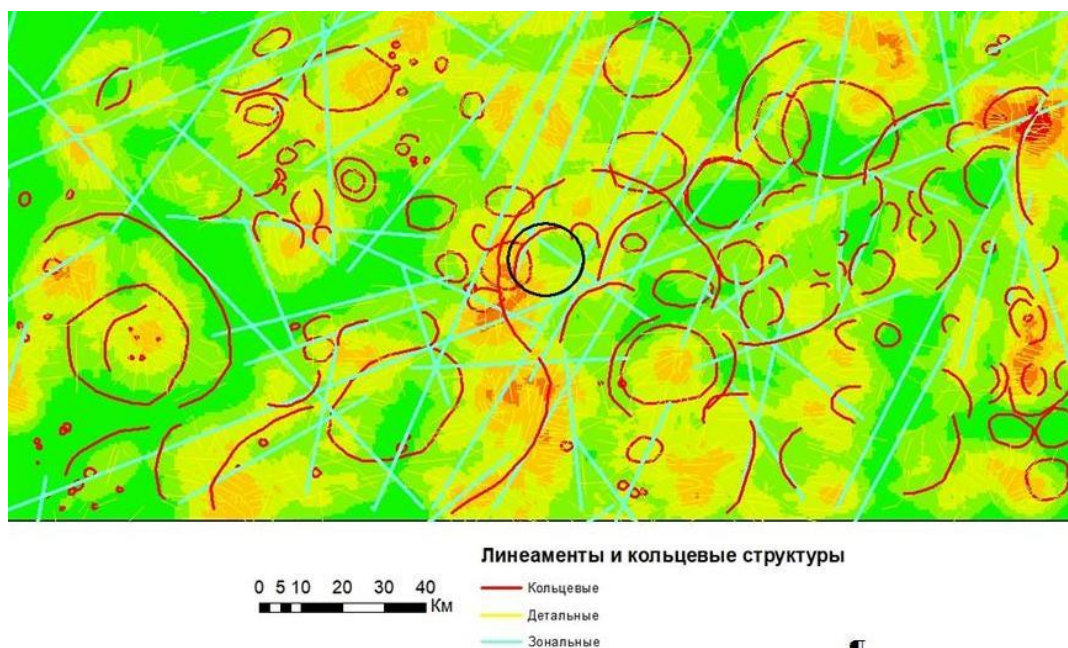 Линеаменты и кольцевые структуры
0 5 10 20 30 40
Км
Кольцевые
Детальные
Зональные
¶